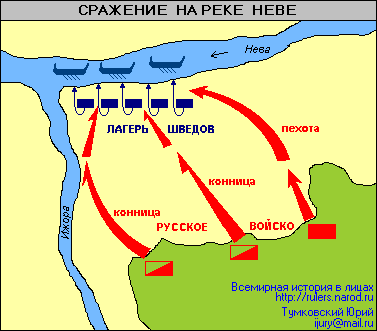 СРАЖЕНИЕ НА РЕКЕ НЕВЕ
Нева
ЛАГЕРЬ ШВЕДОВ
пехота
конница
конница
РУССКОЕ ВОЙСКО
Ижора
Всемирная история в лицах
http://rulers.narod.ru
Тумковский Юрий
ijury@mail.ru